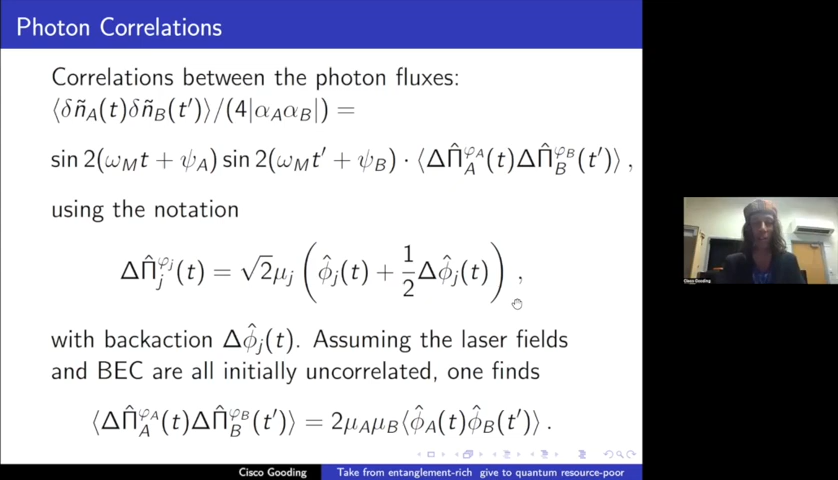 Photon Correlations
Correlations between the photon fluxes:
⟨δñ_A(t)δñ_B(t′)⟩/(4|α_Aα_B|) =
sin 2(ω_Mt + ψ_A) sin 2(ω_Mt′ + ψ_B) · ⟨ΔΠ̂_A^{φ_A}(t)ΔΠ̂_B^{φ_B}(t′)⟩ ,
using the notation
ΔΠ̂_j^{φ_j}(t) = √2μ_j (ϕ̂_j(t) + 1/2 Δϕ̂_j(t)) ,
with backaction Δϕ̂_j(t). Assuming the laser fields
and BEC are all initially uncorrelated, one finds
⟨ΔΠ̂_A^{φ_A}(t)ΔΠ̂_B^{φ_B}(t′)⟩ = 2μ_Aμ_B⟨ϕ̂_A(t)ϕ̂_B(t′)⟩ .
Cisco Gooding
Take from entanglement-rich give to quantum resource-poor
Cisco Gooding